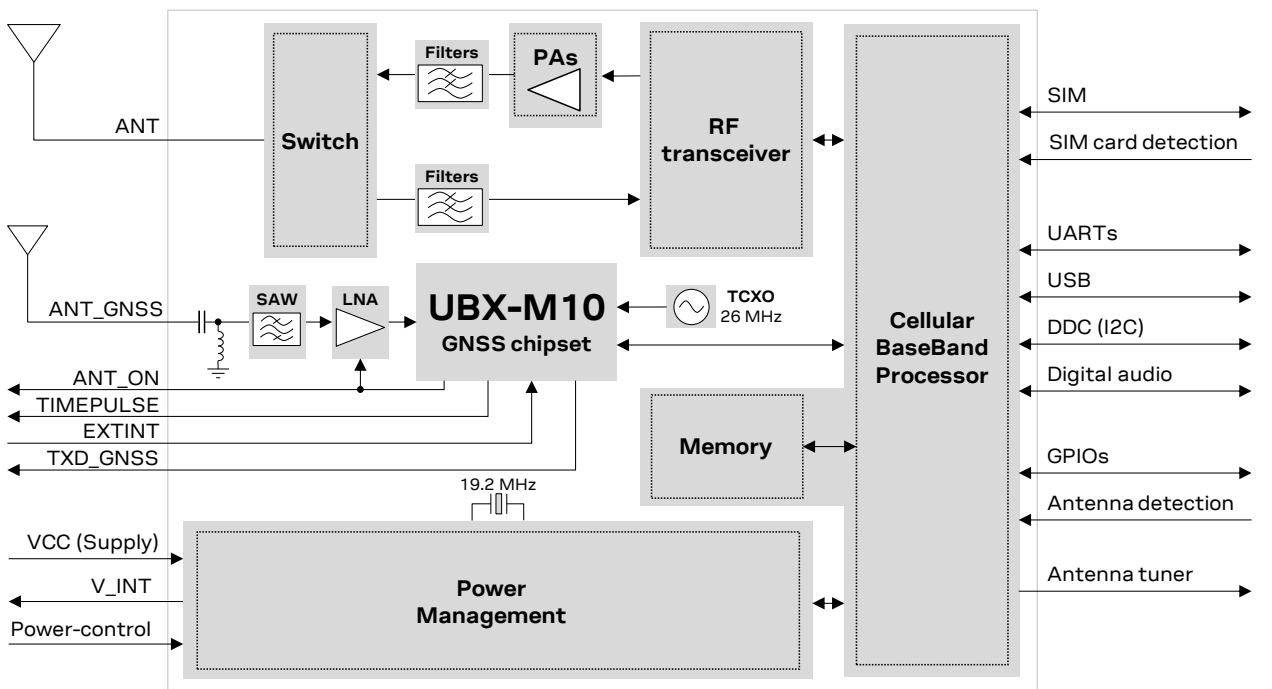 ANT
Switch
Filters
PAs
Filters
RF
transceiver
ANT_GNSS
SAW
LNA
UBX-M10
GNSS chipset
TCXO
26 MHz
ANT_ON
TIMEPULSE
EXTINT
TXD_GNSS
Memory
19.2 MHz
VCC (Supply)
V_INT
Power-control
Power
Management
Cellular
BaseBand
Processor
SIM
SIM card detection
UARTs
USB
DDC (I2C)
Digital audio
GPIOs
Antenna detection
Antenna tuner